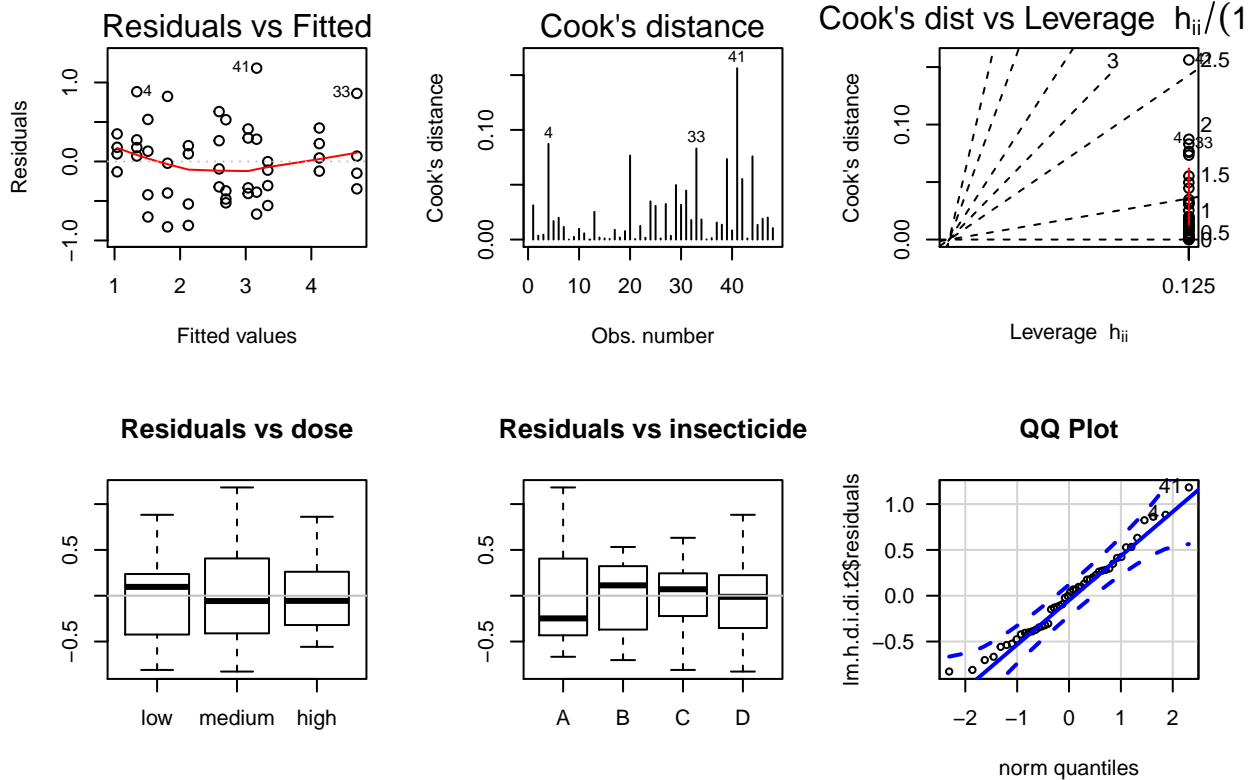 Residuals vs Fitted
Residuals
1.0
0.0
−1.0
41
4
33
1 2 3 4
Fitted values
Cook's distance
Cook's distance
0.10
0.00
4
33
41
0 10 20 30 40
Obs. number
Cook's dist vs Leverage hii/(1
Cook's distance
0.10
0.00
3
2.5
2
4
33
1.5
1
0.5
0
0.125
Leverage hii
Residuals vs dose
0.5
−0.5
low medium high
Residuals vs insecticide
0.5
−0.5
A B C D
QQ Plot
lm.h.d.i.di.t2$residuals
1.0
0.5
0.0
−0.5
41
4
−2 −1 0 1 2
norm quantiles